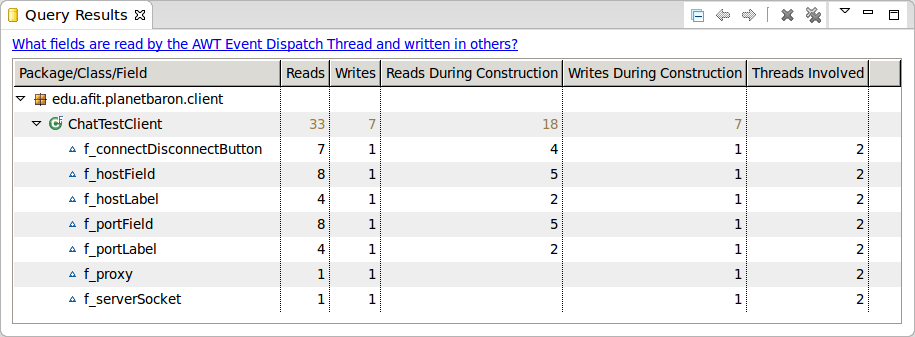 Query Results
What fields are read by the AWT Event Dispatch Thread and written in others?
Package/Class/Field Reads Writes Reads During Construction Writes During Construction Threads Involved
edu.afit.planetbaron.client
ChatTestClient 33 7 18 7
f_connectDisconnectButton 7 1 4 1 2
f_hostField 8 1 5 1 2
f_hostLabel 4 1 2 1 2
f_portField 8 1 5 1 2
f_portLabel 4 1 2 1 2
f_proxy 1 1 1 2
f_serverSocket 1 1 1 2